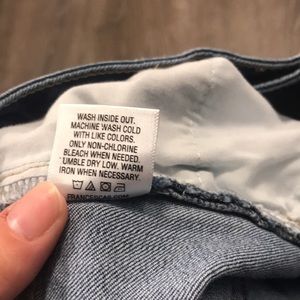 WASH INSIDE OUT.
MACHINE WASH COLD
WITH LIKE COLORS.
ONLY NON-CHLORINE
BLEACH WHEN NEEDED.
TUMBLE DRY LOW. WARM
IRON WHEN NECESSARY.